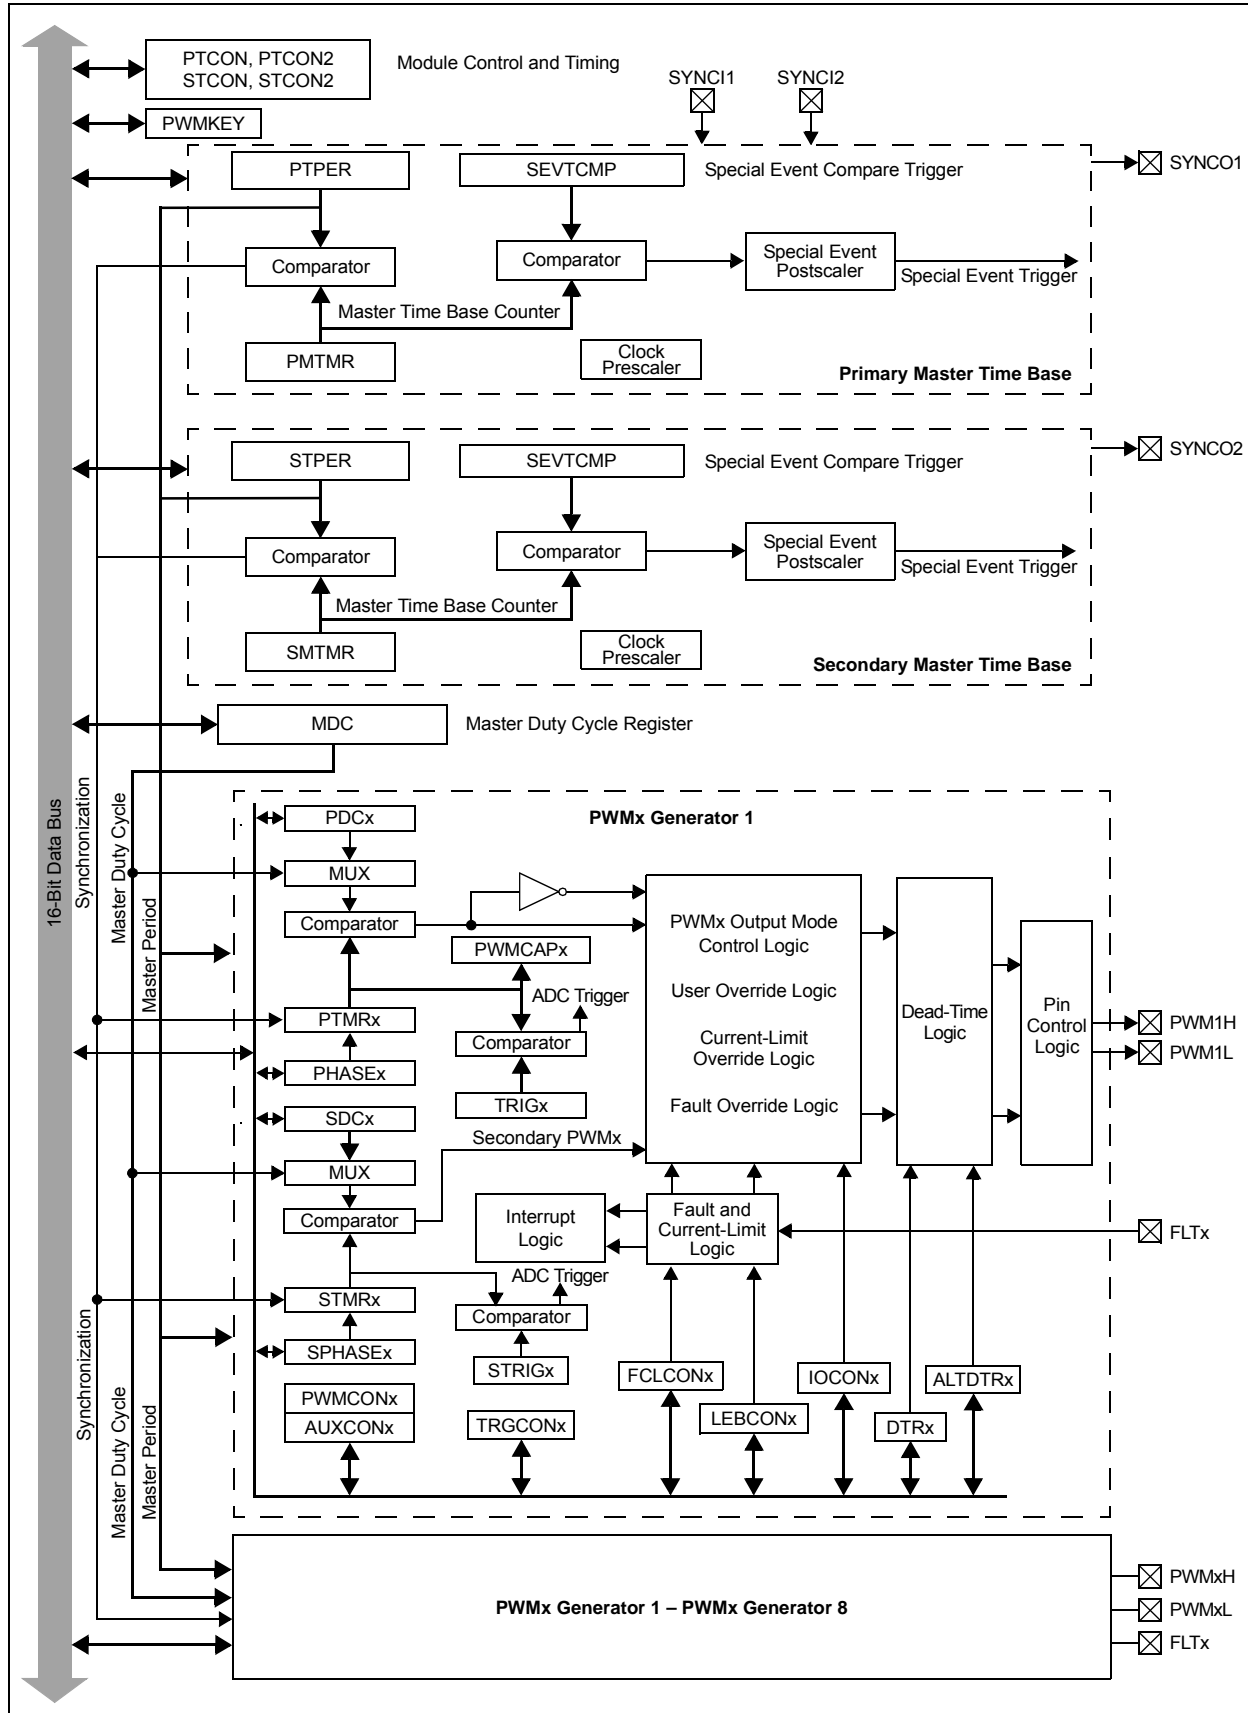 PTCON, PTCON2
STCON, STCON2
Module Control and Timing
SYNCI1
SYNCI2
PWMKEY
PTPER
SEVTCMP
Special Event Compare Trigger
SYNCO1
Comparator
Comparator
Special Event
Postscaler
Special Event Trigger
Master Time Base Counter
PMTMR
Clock
Prescaler
Primary Master Time Base
STPER
SEVTCMP
Special Event Compare Trigger
SYNCO2
Comparator
Comparator
Special Event
Postscaler
Special Event Trigger
Master Time Base Counter
SMTMR
Clock
Prescaler
Secondary Master Time Base
MDC
Master Duty Cycle Register
16-Bit Data Bus
Synchronization
Master Duty Cycle
Master Period
PWMx Generator 1
PDCx
MUX
Comparator
PWMCAPx
ADC Trigger
PTMRx
Comparator
PHASEx
TRIGx
SDCx
Secondary PWMx
MUX
Comparator
PWMx Output Mode
Control Logic
User Override Logic
Current-Limit
Override Logic
Fault Override Logic
Dead-Time
Logic
Pin
Control
Logic
PWM1H
PWM1L
Interrupt
Logic
Fault and
Current-Limit
Logic
FLTx
ADC Trigger
STMRx
Comparator
SPHASEx
STRIGx
FCLCONx
IOCONx
ALTDTRx
PWMCONx
AUXCONx
TRGCONx
LEBCONx
DTRx
Synchronization
Master Duty Cycle
Master Period
PWMx Generator 1 – PWMx Generator 8
PWMxH
PWMxL
FLTx